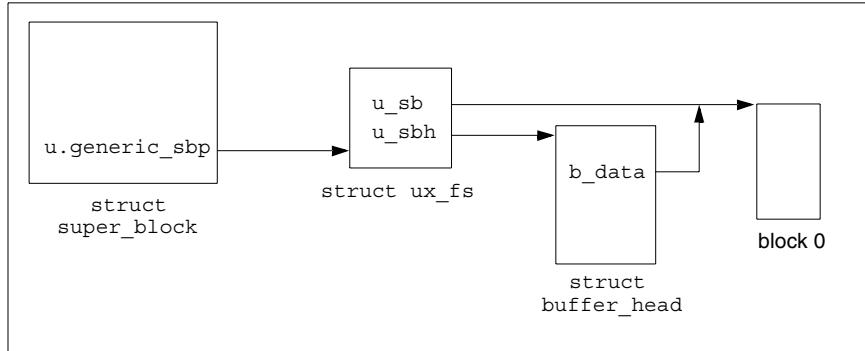 u.generic_sbp
struct
super_block
u_sb
u_sbh
struct ux_fs
b_data
struct
buffer_head
block 0